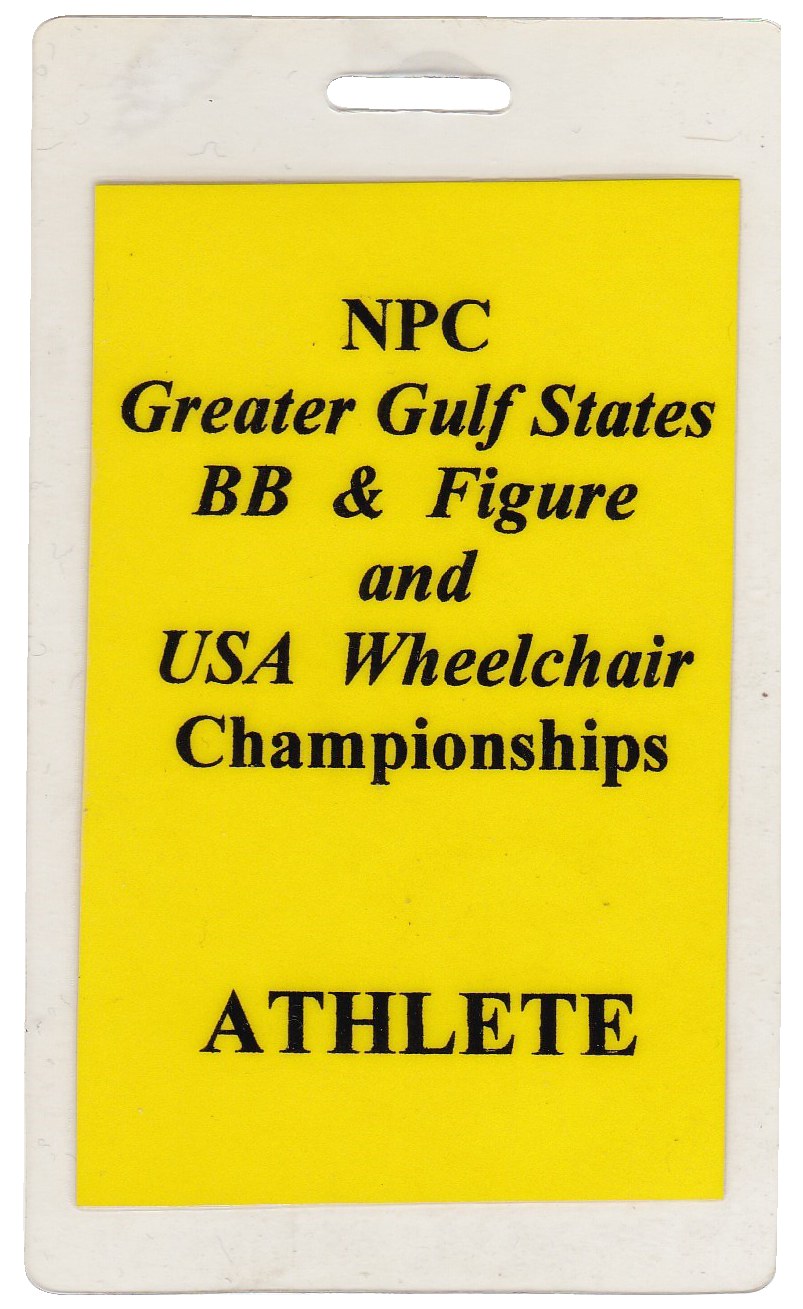 NPC
Greater Gulf States
BB & Figure
and
USA Wheelchair
Championships
ATHLETE